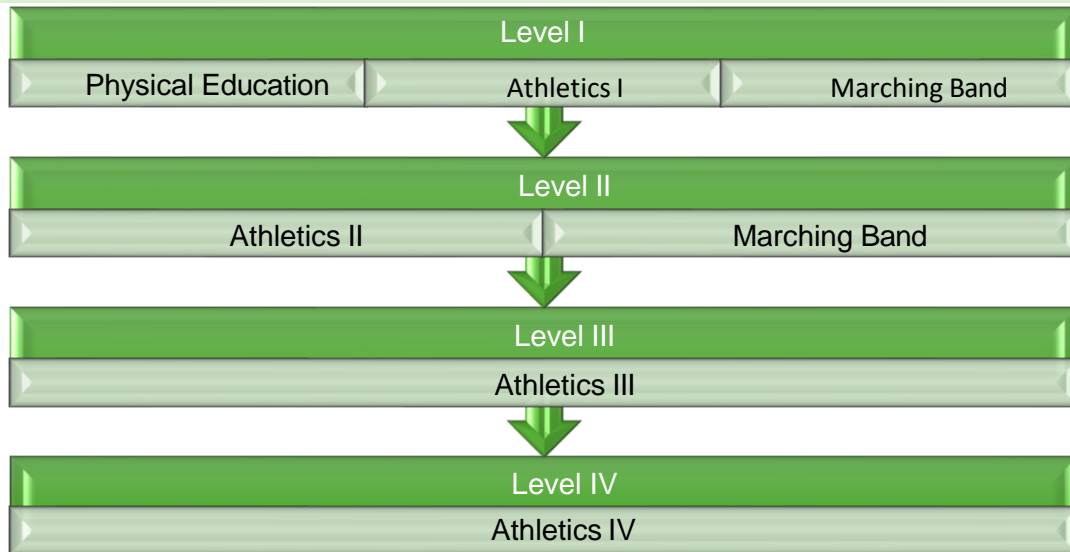 Level I
Physical Education Athletics I Marching Band
Level II
Athletics II Marching Band
Level III
Athletics III
Level IV
Athletics IV